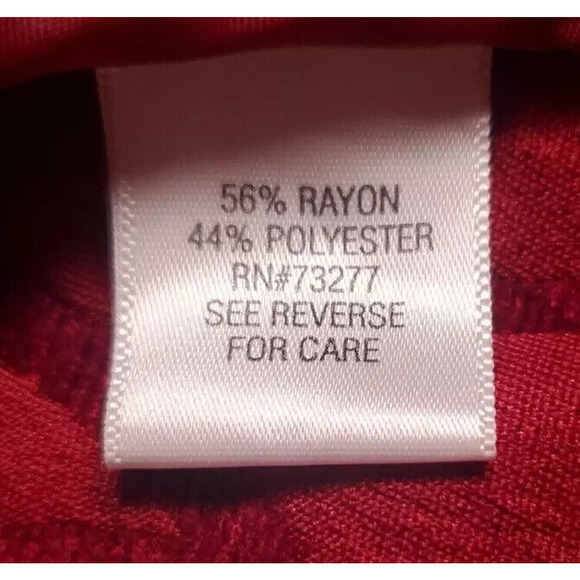 56% RAYON
44% POLYESTER
RN#73277
SEE REVERSE
FOR CARE